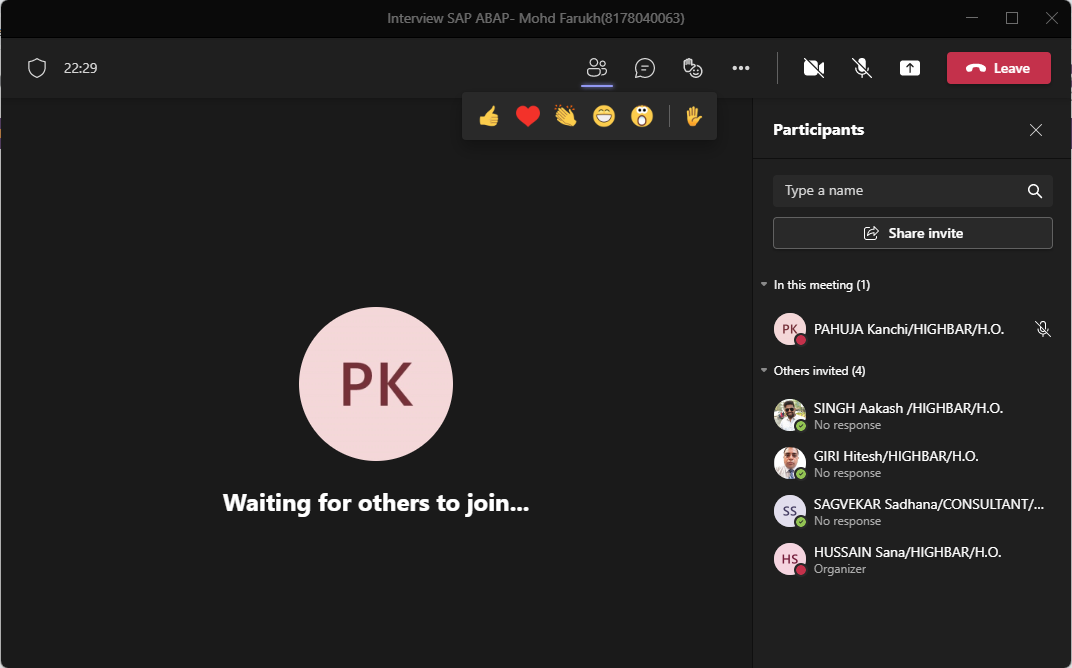 Interview SAP ABAP- Mohd Farukh(8178040063)
22:29
Leave
Participants
Type a name
Share invite
In this meeting (1)
PK
PAHUJA Kanchi/HIGHBAR/H.O.
Others invited (4)
SINGH Aakash /HIGHBAR/H.O.
No response
GIRI Hitesh/HIGHBAR/H.O.
No response
SS
SAGVEKAR Sadhana/CONSULTANT/...
No response
HS
HUSSAIN Sana/HIGHBAR/H.O.
Organizer
PK
Waiting for others to join...